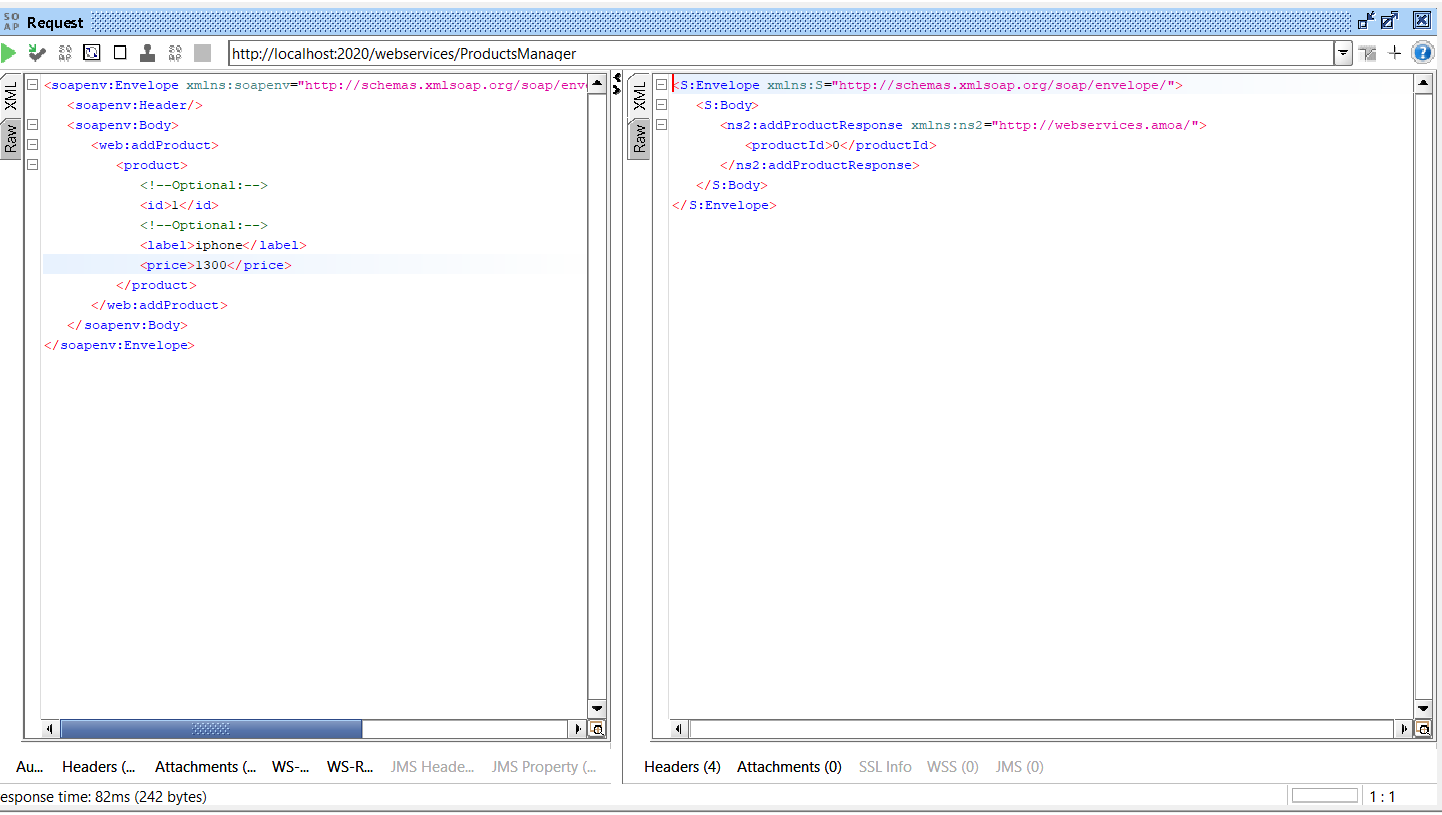 SO
AP Request
SO
AP
SO
AP
http://localhost:2020/webservices/ProductsManager
XML
Raw
<soapenv:Envelope xmlns:soapenv="http://schemas.xmlsoap.org/soap/env
<soapenv:Header/>
<soapenv:Body>
<web:addProduct>
<product>
<!--Optional:-->
<id>1</id>
<!--Optional:-->
<label>iphone</label>
<price>1300</price>
</product>
</web:addProduct>
</soapenv:Body>
</soapenv:Envelope>
XML
Raw
<S:Envelope xmlns:S="http://schemas.xmlsoap.org/soap/envelope/">
<S:Body>
<ns2:addProductResponse xmlns:ns2="http://webservices.amoa/">
<productId>0</productId>
</ns2:addProductResponse>
</S:Body>
</S:Envelope>
Au... Headers (... Attachments (... WS-... WS-R... JMS Heade... JMS Property (...
Headers (4) Attachments (0) SSL Info WSS (0) JMS (0)
esponse time: 82ms (242 bytes)
1 : 1